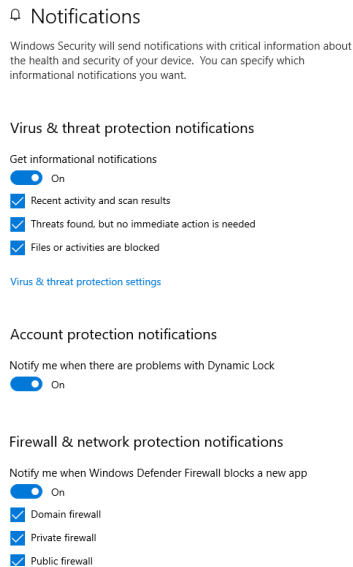 Notifications
Windows Security will send notifications with critical information about
the health and security of your device.  You can specify which
informational notifications you want.
Virus & threat protection notifications
Get informational notifications
On
Recent activity and scan results
Threats found, but no immediate action is needed
Files or activities are blocked
Virus & threat protection settings
Account protection notifications
Notify me when there are problems with Dynamic Lock
On
Firewall & network protection notifications
Notify me when Windows Defender Firewall blocks a new app
On
Domain firewall
Private firewall
Public firewall